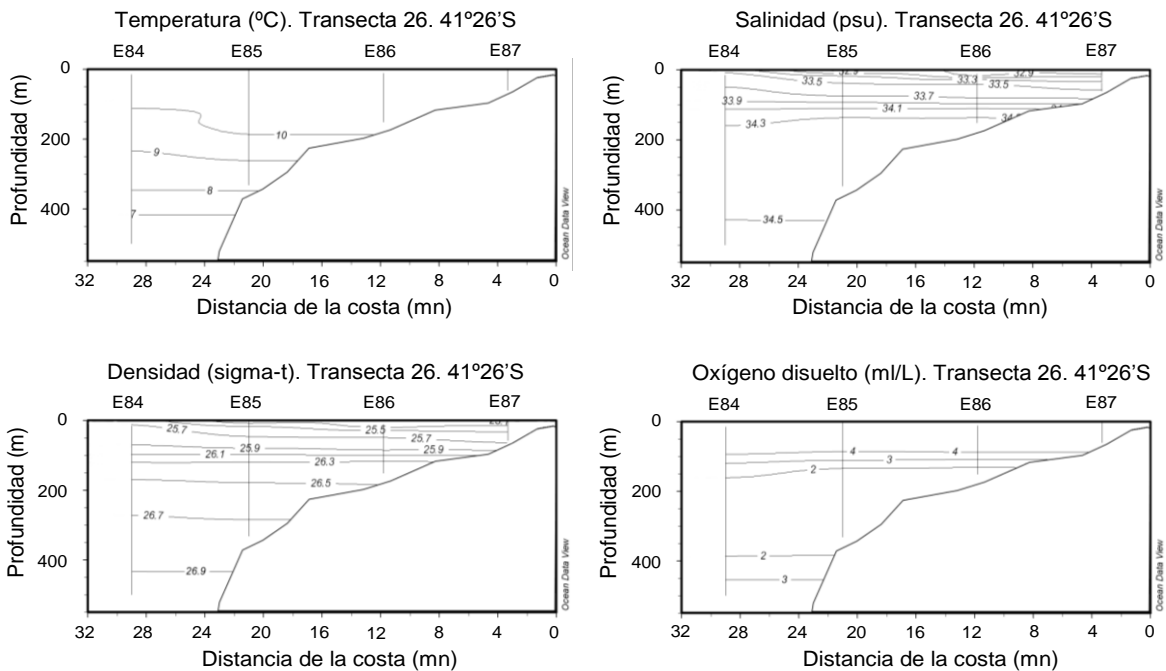 Temperatura (ºC). Transecta 26. 41º26'S
E84 E85 E86 E87
Profundidad (m)
0
200
400
10
9
8
7
Ocean Data View
32 28 24 20 16 12 8 4 0
Distancia de la costa (mn)
Salinidad (psu). Transecta 26. 41º26'S
E84 E85 E86 E87
Profundidad (m)
0
200
400
32.9 32.9
33.5 33.3 33.5
33.7
33.9
34.1
34.3
34.5
Ocean Data View
32 28 24 20 16 12 8 4 0
Distancia de la costa (mn)
Densidad (sigma-t). Transecta 26. 41º26'S
E84 E85 E86 E87
Profundidad (m)
0
200
400
25.7 25.5 25.7
25.9 25.9
26.1
26.3
26.5
26.7
26.9
Ocean Data View
32 28 24 20 16 12 8 4 0
Distancia de la costa (mn)
Oxígeno disuelto (ml/L). Transecta 26. 41º26'S
E84 E85 E86 E87
Profundidad (m)
0
200
400
4 4
3 3
2 2
2
3
Ocean Data View
32 28 24 20 16 12 8 4 0
Distancia de la costa (mn)